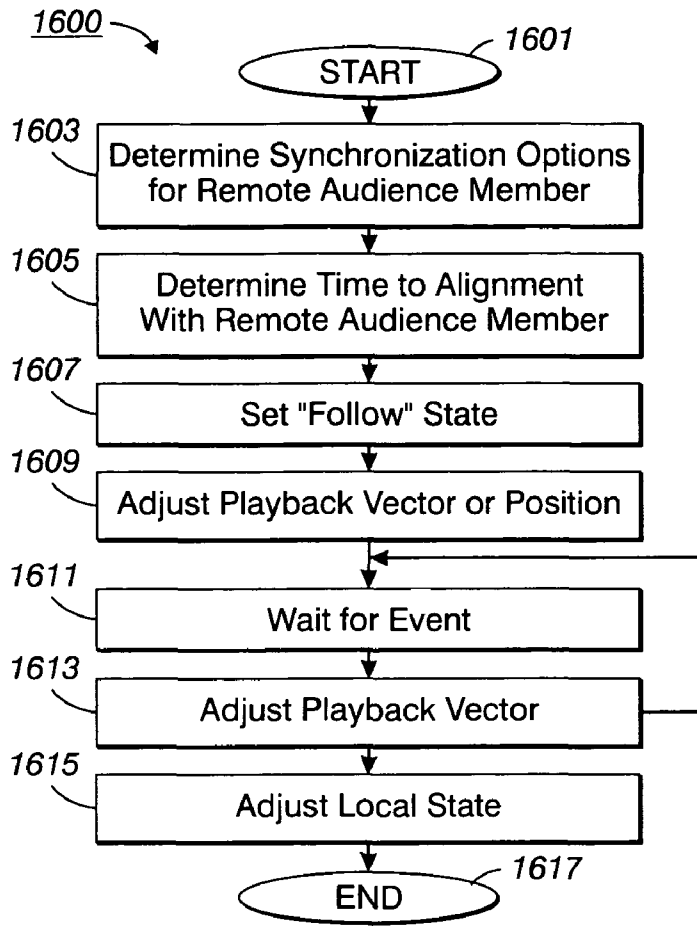 1600
1601
START
1603
Determine Synchronization Options
for Remote Audience Member
1605
Determine Time to Alignment
With Remote Audience Member
1607
Set "Follow" State
1609
Adjust Playback Vector or Position
1611
Wait for Event
1613
Adjust Playback Vector
1615
Adjust Local State
1617
END